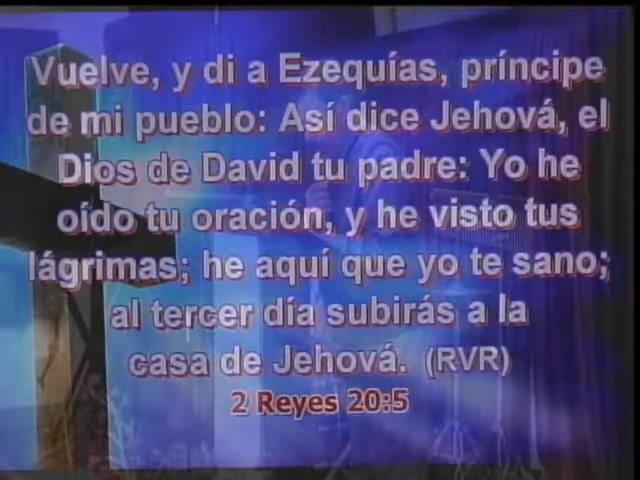 Vuelve, y di a Ezequías, príncipe
de mi pueblo: Así dice Jehová, el
Dios de David tu padre: Yo he
oído tu oración, y he visto tus
lágrimas; he aquí que yo te sano;
al tercer día subirás a la
casa de Jehová. (RVR)
2 Reyes 20:5